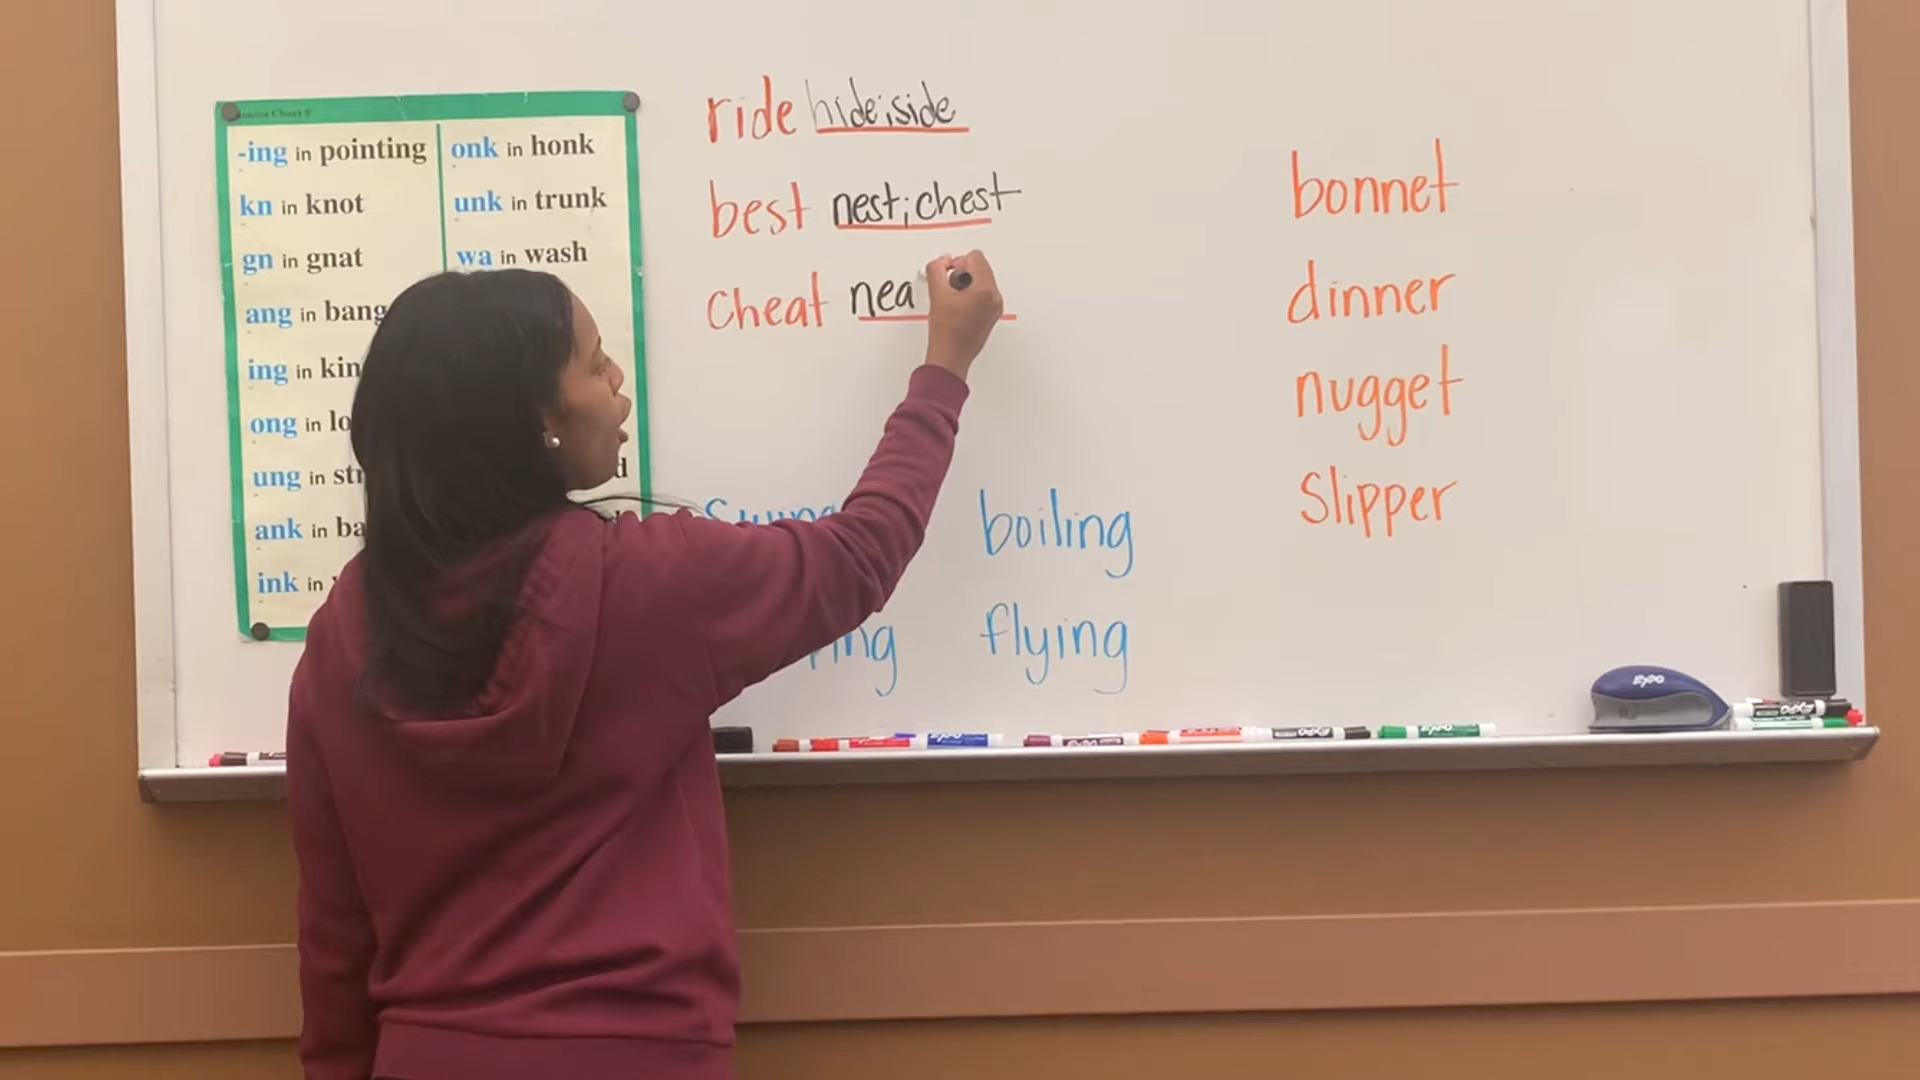 -ing in pointing
kn in knot
gn in gnat
ang in bang
ing in
ong in
ung in
ank in
ink in
onk in honk
unk in trunk
wa in wash
ride hide; side
best nest; chest
cheat nea
boiling
flying
bonnet
dinner
nugget
Slipper
EXPO